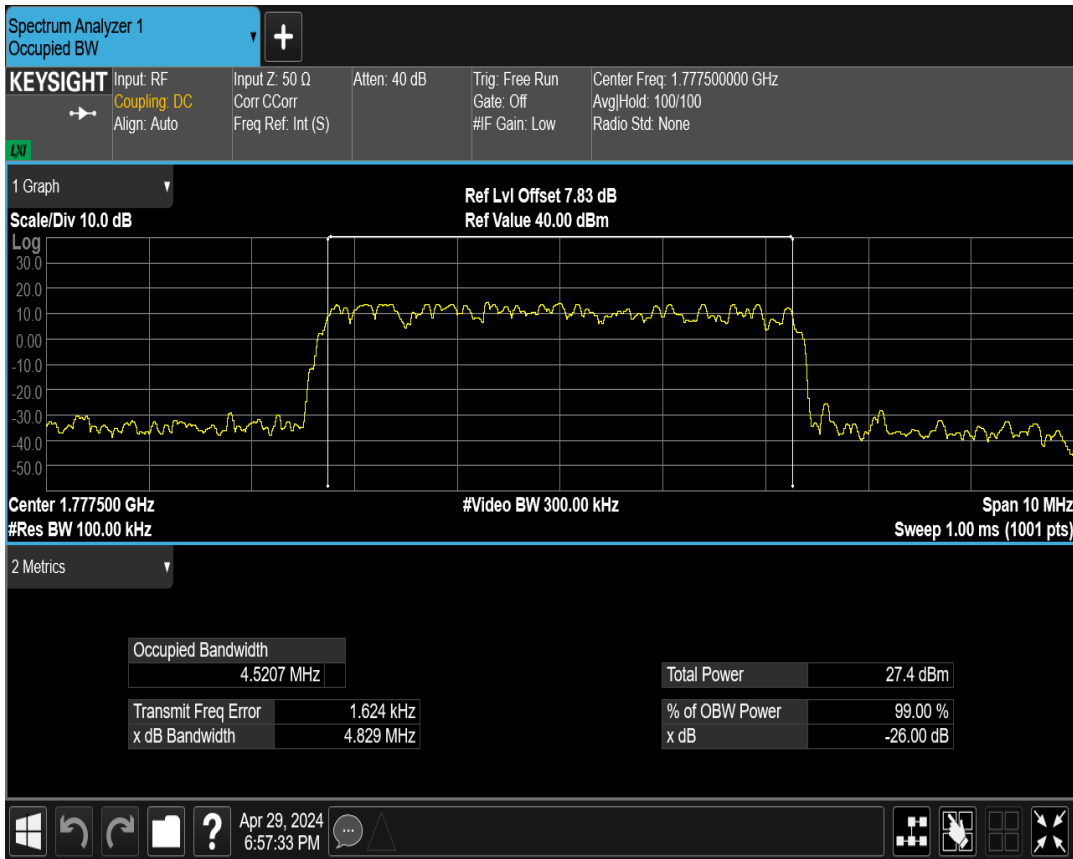 Spectrum Analyzer 1
Occupied BW
KEYSIGHT
LXI
Input: RF
Coupling: DC
Align: Auto
Input Z: 50 Ω
Corr CCorr
Freq Ref: Int (S)
Atten: 40 dB
Trig: Free Run
Gate: Off
#IF Gain: Low
Center Freq: 1.777500000 GHz
Avg|Hold: 100/100
Radio Std: None
1 Graph
Scale/Div 10.0 dB
Ref Lvl Offset 7.83 dB
Ref Value 40.00 dBm
Log
30.0
20.0
10.0
0.00
-10.0
-20.0
-30.0
-40.0
-50.0
Center 1.777500 GHz
#Video BW 300.00 kHz
Span 10 MHz
#Res BW 100.00 kHz
Sweep 1.00 ms (1001 pts)
2 Metrics
Occupied Bandwidth
4.5207 MHz
Total Power 27.4 dBm
Transmit Freq Error 1.624 kHz
% of OBW Power 99.00 %
x dB Bandwidth 4.829 MHz
x dB -26.00 dB
?
Apr 29, 2024
6:57:33 PM